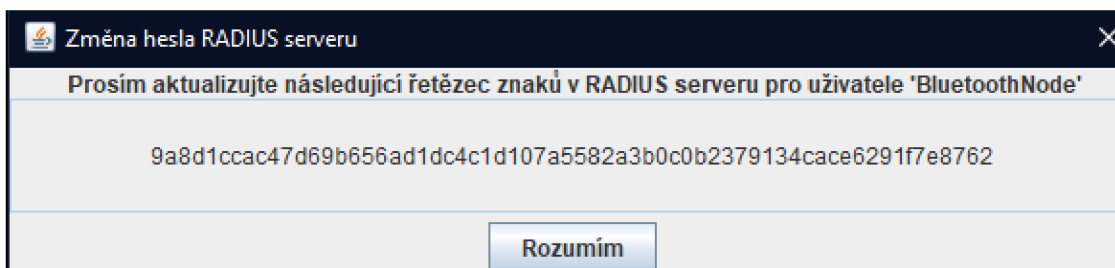 Změna hesla RADIUS serveru
Prosím aktualizujte následující řetězec znaků v RADIUS serveru pro uživatele 'BluetoothNode'
9a8d1ccac47d69b656ad1dc4c1d107a5582a3b0c0b2379134cace6291f7e8762
Rozumím